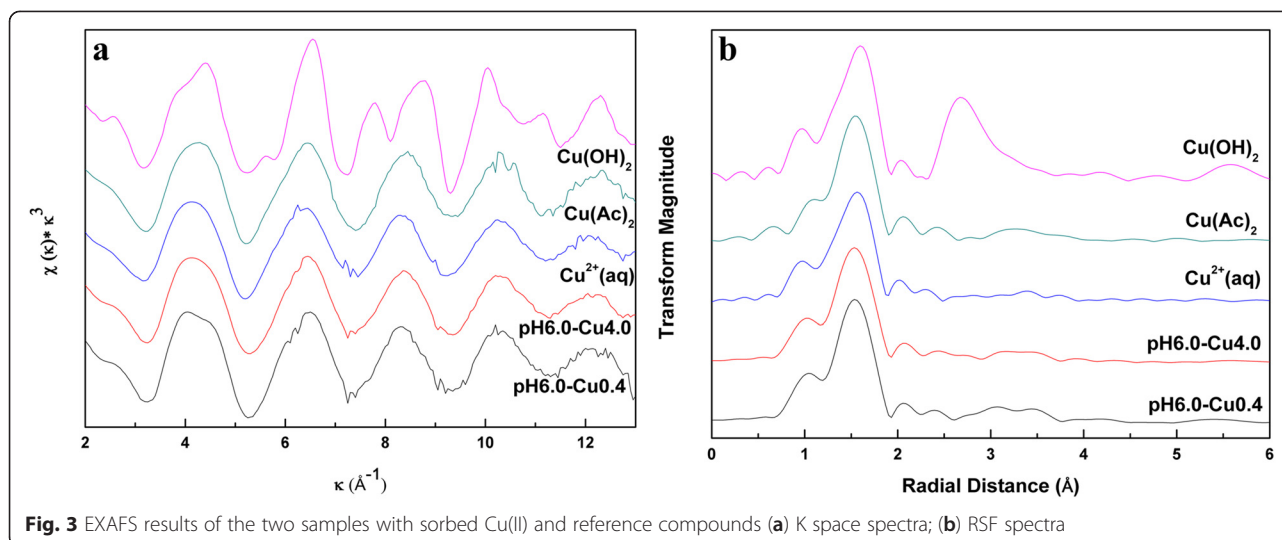 a
Cu(OH)₂
Cu(Ac)₂
Cu²⁺(aq)
pH6.0-Cu4.0
pH6.0-Cu0.4
χ (κ)* κ³
2 4 6 8 10 12
κ (Å⁻¹)
b
Cu(OH)₂
Cu(Ac)₂
Cu²⁺(aq)
pH6.0-Cu4.0
pH6.0-Cu0.4
Transform Magnitude
0 1 2 3 4 5 6
Radial Distance (Å)
Fig. 3 EXAFS results of the two samples with sorbed Cu(II) and reference compounds (a) K space spectra; (b) RSF spectra